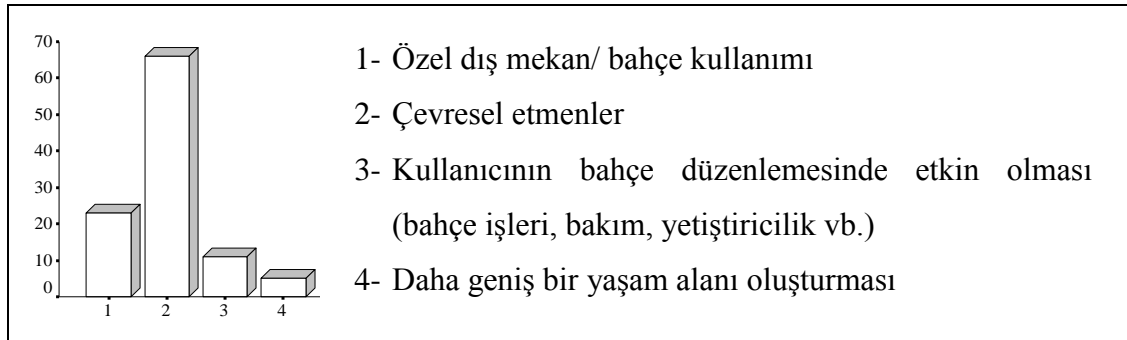 70
60
50
40
30
20
10
0
1 2 3 4
1- Özel dış mekan/ bahçe kullanımı
2- Çevresel etmenler
3- Kullanıcının bahçe düzenlemesinde etkin olması
(bahçe işleri, bakım, yetiştiricilik vb.)
4- Daha geniş bir yaşam alanı oluşturması